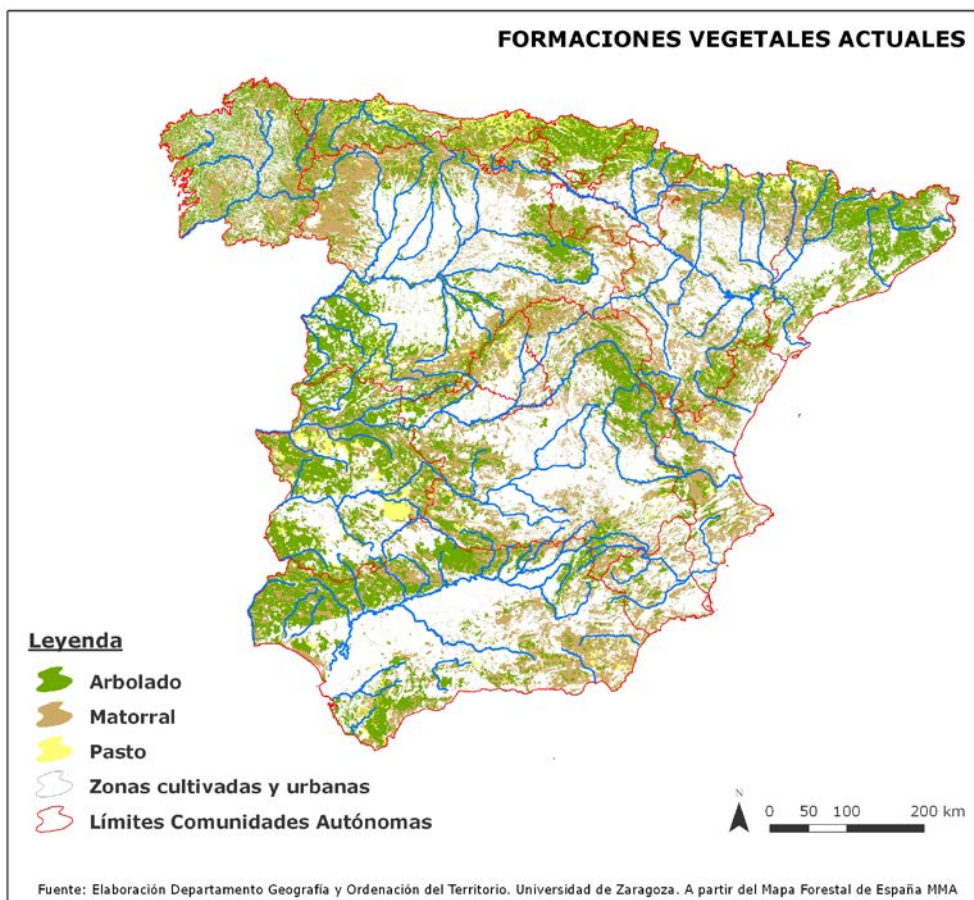 FORMACIONES VEGETALES ACTUALES
Leyenda
Arbolado
Matorral
Pasto
Zonas cultivadas y urbanas
Límites Comunidades Autónomas
N
0 50 100 200 km
Fuente: Elaboración Departamento Geografía y Ordenación del Territorio. Universidad de Zaragoza. A partir del Mapa Forestal de España MMA